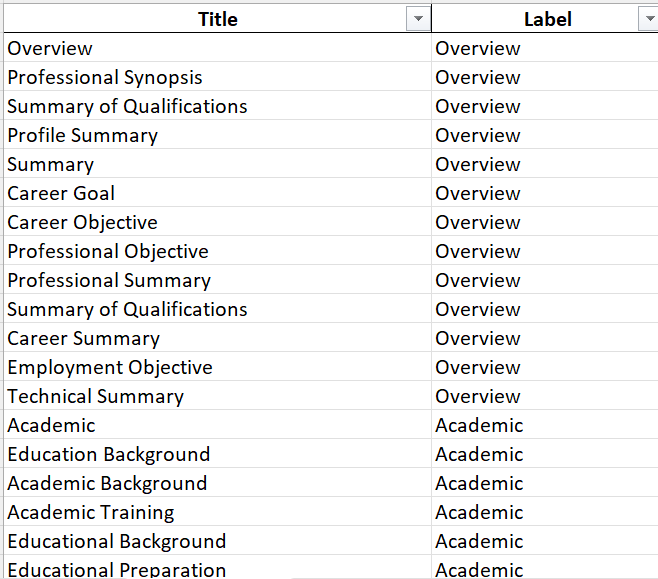 Title Label
Overview Overview
Professional Synopsis Overview
Summary of Qualifications Overview
Profile Summary Overview
Summary Overview
Career Goal Overview
Career Objective Overview
Professional Objective Overview
Professional Summary Overview
Summary of Qualifications Overview
Career Summary Overview
Employment Objective Overview
Technical Summary Overview
Academic Academic
Education Background Academic
Academic Background Academic
Academic Training Academic
Educational Background Academic
Educational Preparation Academic